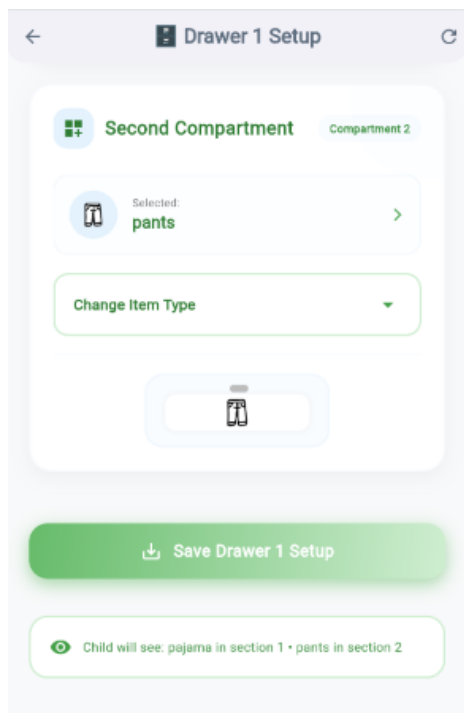 Drawer 1 Setup
Second Compartment
Compartment 2
Selected:
pants
Change Item Type
Save Drawer 1 Setup
Child will see: pajama in section 1 • pants in section 2